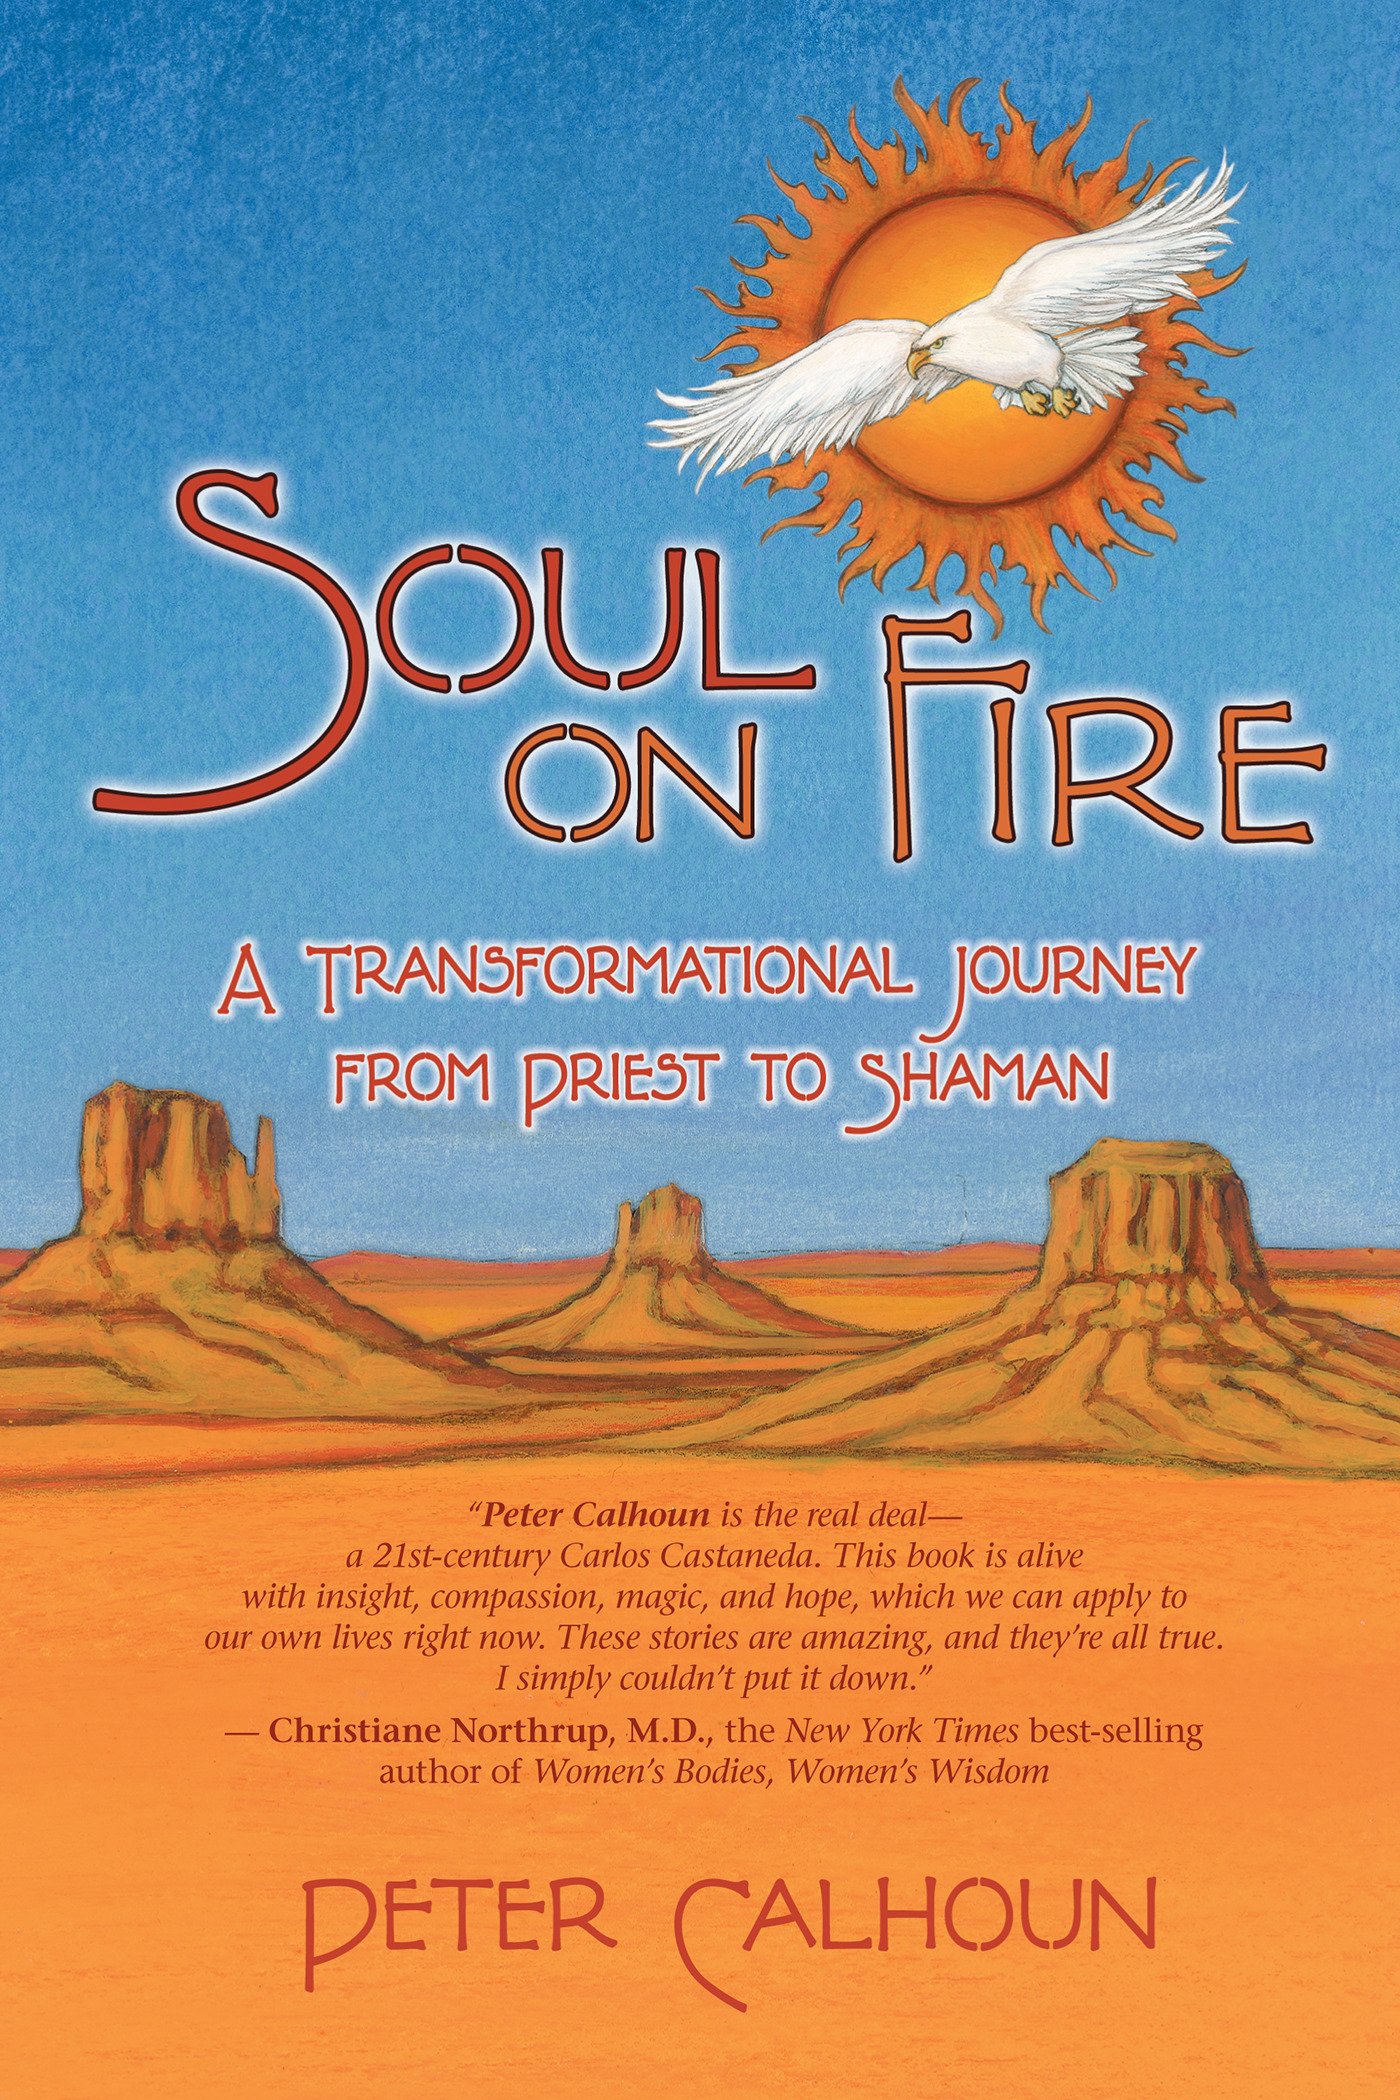 SOUL
ON FIRE
A TRANSFORMATIONAL JOURNEY
FROM PRIEST TO SHAMAN
“Peter Calhoun is the real deal—
a 21st-century Carlos Castaneda. This book is alive
with insight, compassion, magic, and hope, which we can apply to
our own lives right now. These stories are amazing, and they’re all true.
I simply couldn’t put it down.”
— Christiane Northrup, M.D., the New York Times best-selling
author of Women’s Bodies, Women’s Wisdom
PETER CALHOUN